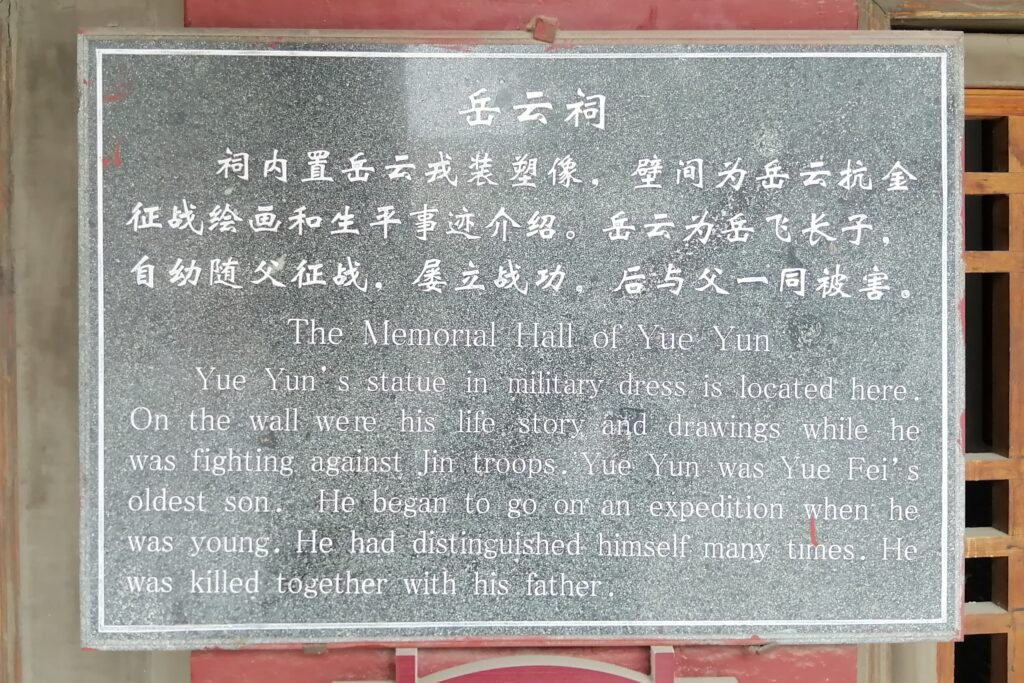 岳云祠
祠内置岳云戎装塑像，壁间为岳云抗金
征战绘画和生平事迹介绍。岳云为岳飞长子，
自幼随父征战，屡立战功，后与父一同被害。
The Memorial Hall of Yue Yun
Yue Yun's statue in military dress is located here.
On the wall were his life story and drawings while he
was fighting against Jin troops. Yue Yun was Yue Fei's
oldest son. He began to go on an expedition when he
was young. He had distinguished himself many times. He
was killed together with his father.